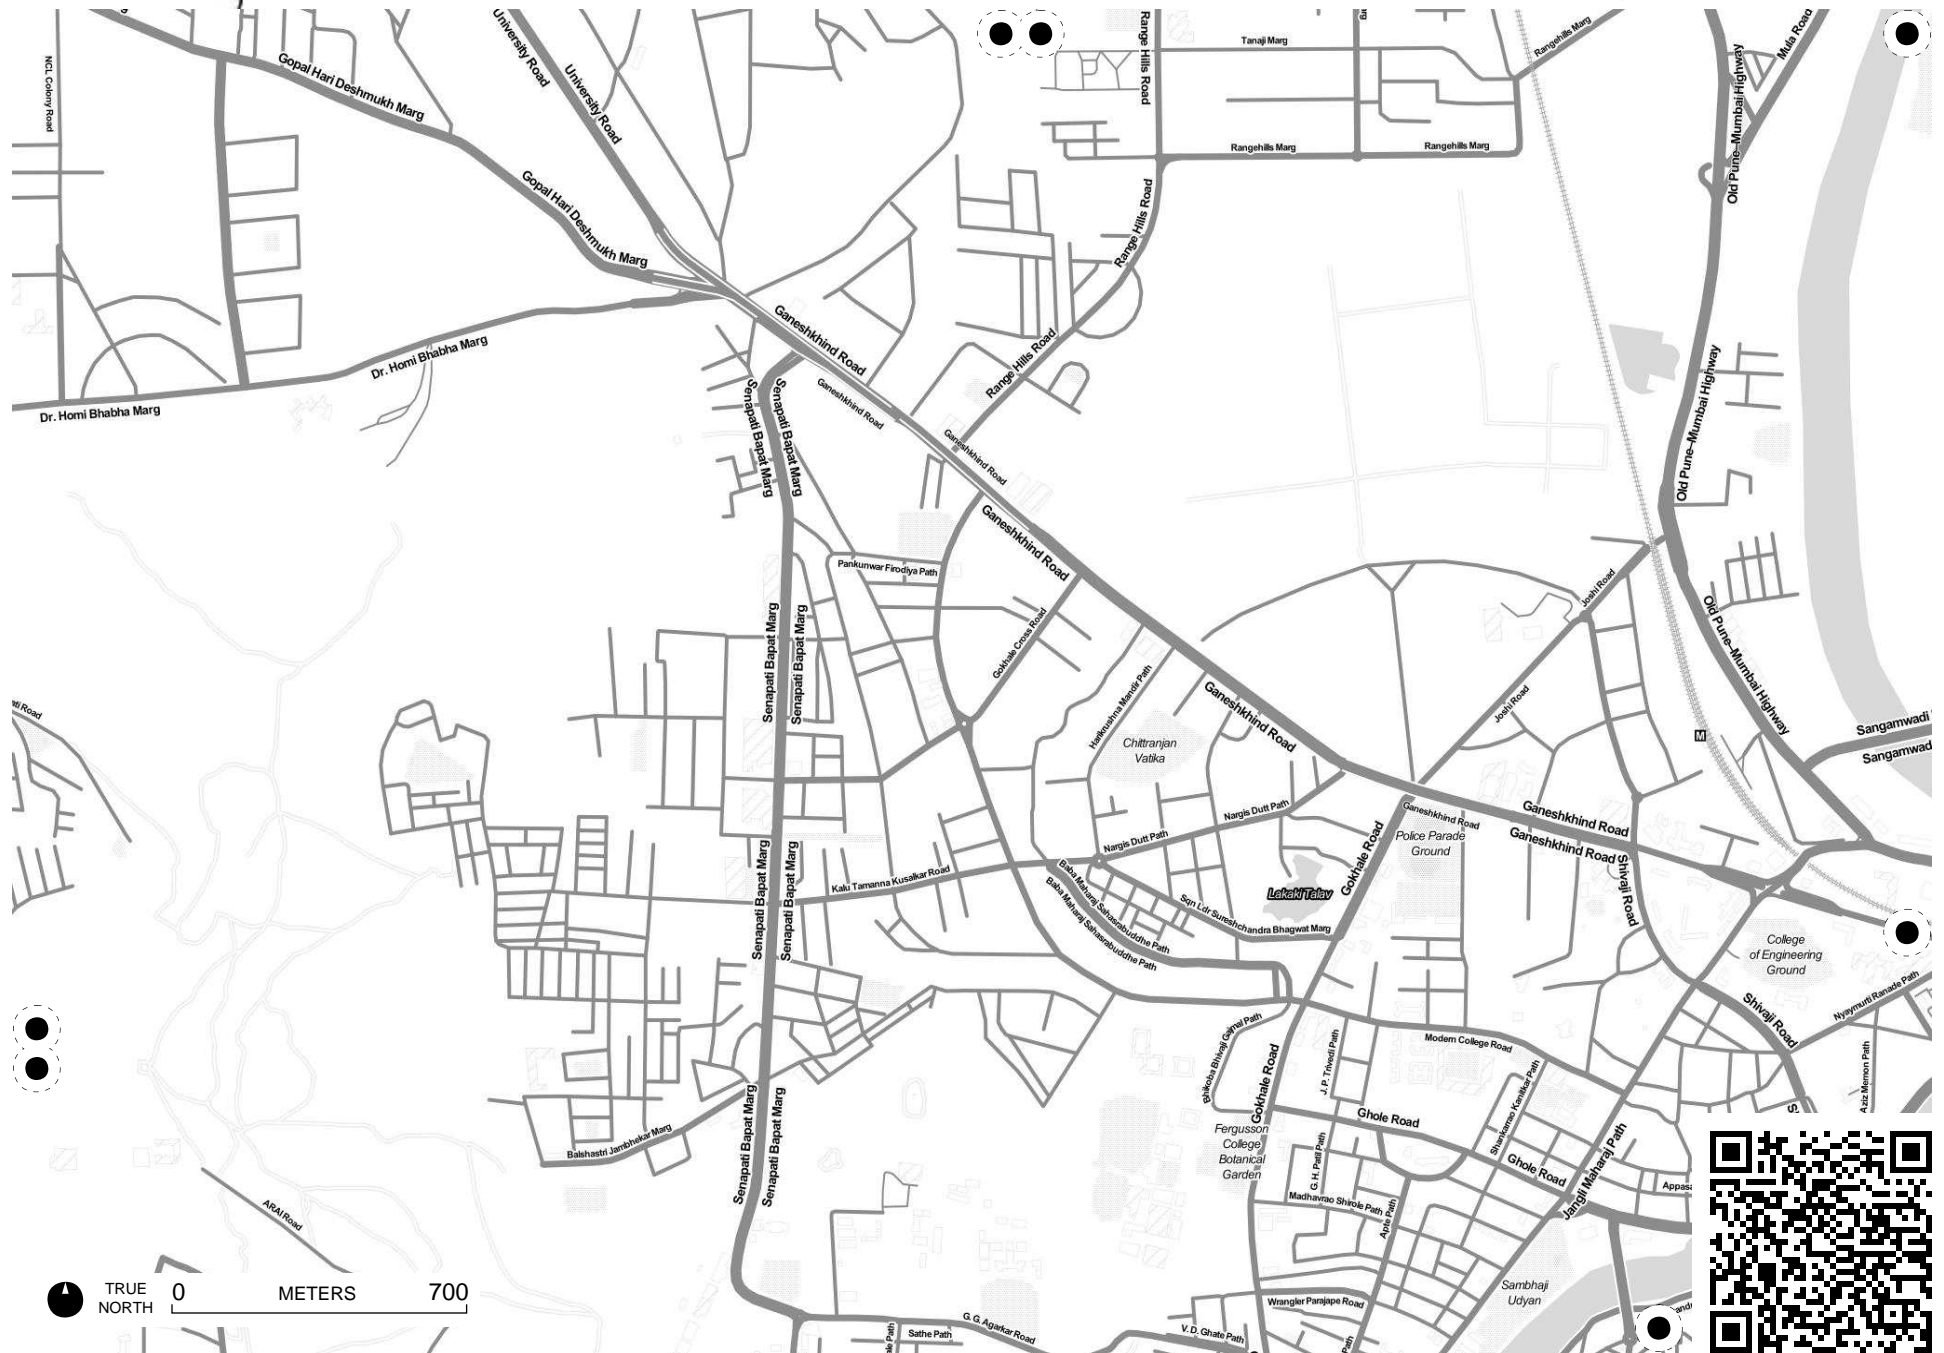 NCL Colony Road
Gopal Hari Deshmukh Marg
University Road
University Road
Range Hills Road
Tanaji Marg
Rangehills Marg
Mula Road
Old Pune–Mumbai Highway
Rangehills Marg
Rangehills Marg
Gopal Hari Deshmukh Marg
Range Hills Road
Ganeshkhind Road
Dr. Homi Bhabha Marg
Dr. Homi Bhabha Marg
Range Hills Road
Ganeshkhind Road
Senapati Bapat Marg
Senapati Bapat Marg
Ganeshkhind Road
Old Pune–Mumbai Highway
Ganeshkhind Road
Pankunwar Firodiya Path
Joshi Road
Gokhale Cross Road
Old Pune–Mumbai Highway
Senapati Bapat Marg
Senapati Bapat Marg
Harikrushna Mandir Path
Ganeshkhind Road
Joshi Road
ati Road
Chittranjan
Vatika
M
Sangamwadi
Sangamwad
Nargis Dutt Path
Nargis Dutt Path
Ganeshkhind Road
Ganeshkhind Road
Ganeshkhind Road
Police Parade
Ground
Gokhale Road
Kalu Tamanna Kusalkar Road
Baba Maharaj Sahasrabuddhe Path
Baba Maharaj Sahasrabuddhe Path
Sqn Ldr Sureshchandra Bhagwat Marg
Lakaki Talav
Shivaji Road
Senapati Bapat Marg
Senapati Bapat Marg
College
of Engineering
Ground
Nyaymurti Ranade Path
Shivaji Road
Bhikoba Bhivaji Gajmal Path
Gokhale Road
J. P. Trivedi Path
Modern College Road
Shankarrao Kanitkar Path
Aziz Memon Path
Ghole Road
Ghole Road
Senapati Bapat Marg
Senapati Bapat Marg
Balshastri Jambhekar Marg
Fergusson
College
Botanical
Garden
G. H. Patil Path
Madhavrao Shirole Path
Apte Path
Jangli Maharaj Path
Appasa
ARAI Road
Sambhaji
Udyan
Wrangler Parajape Road
G. G. Agarkar Road
Sathe Path
V. D. Ghate Path
Path
TRUE
NORTH
0 METERS 700